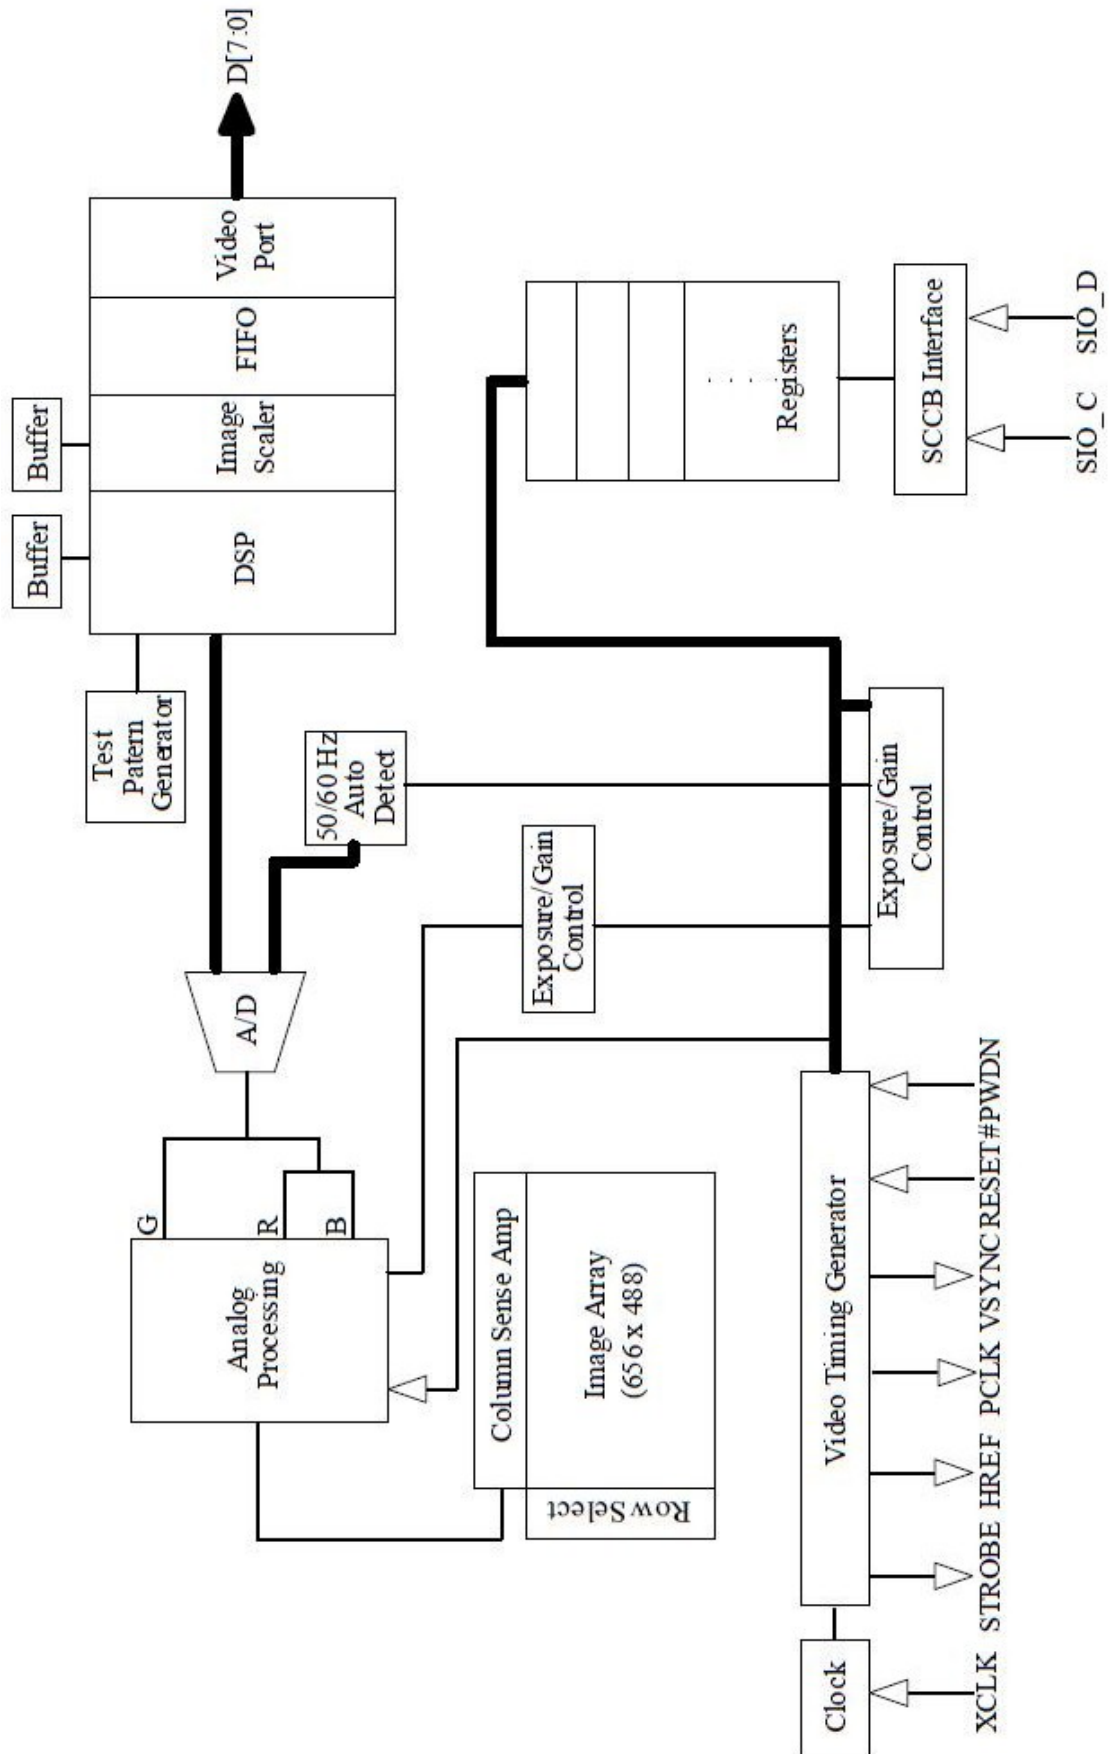 Buffer
Buffer
Test
Patern
Generator
DSP
Image
Scaler
FIFO
Video
Port
D[7:0]
G
R
B
Analog
Processing
A/D
50/60 Hz
Auto
Detect
Column Sense Amp
Image Array
(656 x 488)
Row Select
Exposure/Gain
Control
Registers
Clock
Video Timing Generator
Exposure/Gain
Control
SCCB Interface
XCLK STROBE HREF PCLK VSYNC RESET# PWDN
SIO_C SIO_D